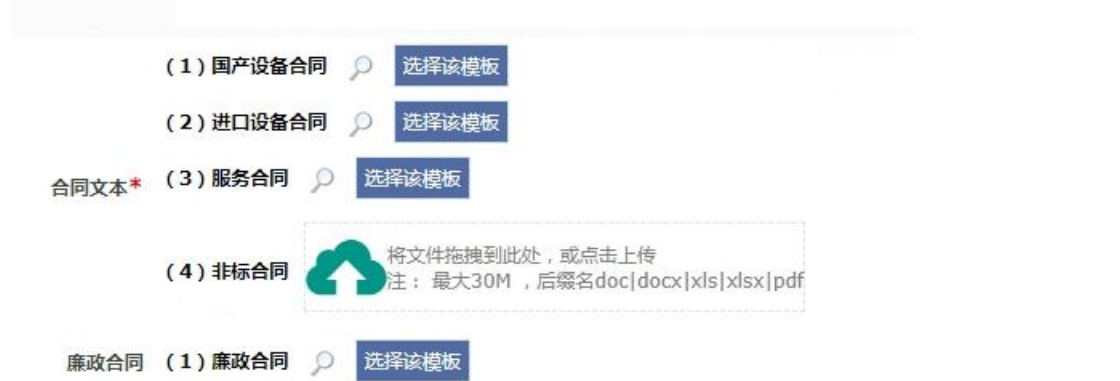 (1)国产设备合同 选择该模板
(2)进口设备合同 选择该模板
合同文本* (3)服务合同 选择该模板
将文件拖拽到此处，或点击上传
(4)非标合同
注： 最大30M ，后缀名doc|docx|xls|xlsx|pdf
廉政合同 (1)廉政合同 选择该模板